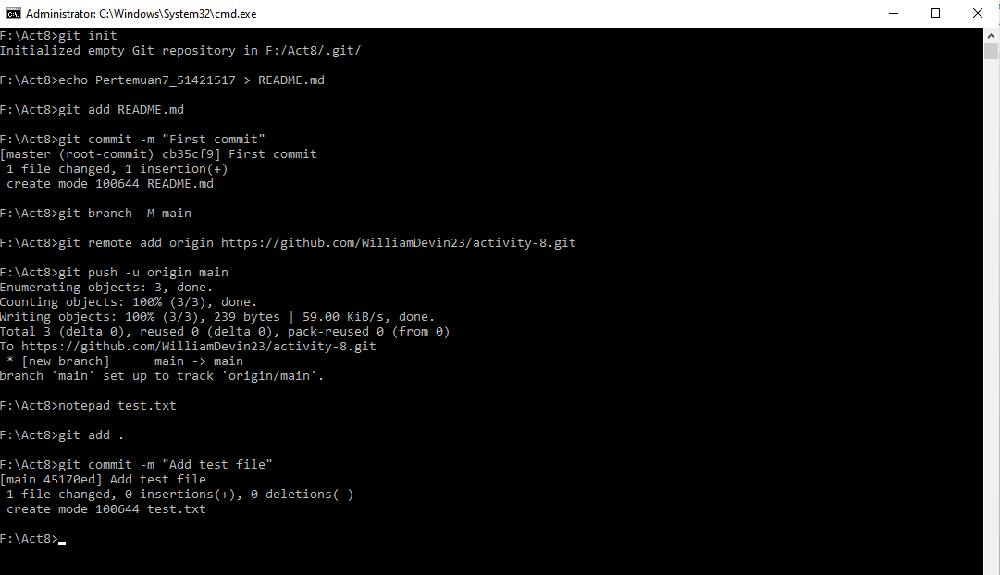 Administrator: C:\Windows\System32\cmd.exe
F:\Act8>git init
Initialized empty Git repository in F:/Act8/.git/
F:\Act8>echo Pertemuan7_51421517 > README.md
F:\Act8>git add README.md
F:\Act8>git commit -m "First commit"
[master (root-commit) cb35cf9] First commit
 1 file changed, 1 insertion(+)
 create mode 100644 README.md
F:\Act8>git branch -M main
F:\Act8>git remote add origin https://github.com/WilliamDevin23/activity-8.git
F:\Act8>git push -u origin main
Enumerating objects: 3, done.
Counting objects: 100% (3/3), done.
Writing objects: 100% (3/3), 239 bytes | 59.00 KiB/s, done.
Total 3 (delta 0), reused 0 (delta 0), pack-reused 0 (from 0)
To https://github.com/WilliamDevin23/activity-8.git
 * [new branch]      main -> main
branch 'main' set up to track 'origin/main'.
F:\Act8>notepad test.txt
F:\Act8>git add .
F:\Act8>git commit -m "Add test file"
[main 45170ed] Add test file
 1 file changed, 0 insertions(+), 0 deletions(-)
 create mode 100644 test.txt
F:\Act8>